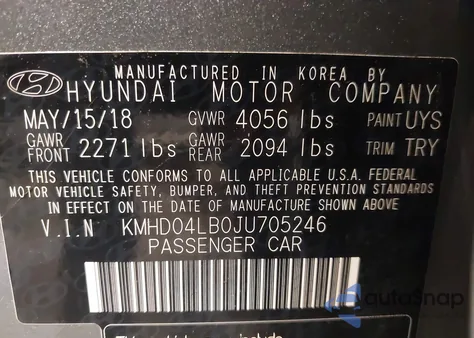 MANUFACTURED IN KOREA BY
HYUNDAI MOTOR COMPANY
MAY/15/18 GVWR 4056 lbs PAINT UYS
GAWR FRONT 2271 lbs GAWR REAR 2094 lbs TRIM TRY
THIS VEHICLE CONFORMS TO ALL APPLICABLE U.S.A. FEDERAL
MOTOR VEHICLE SAFETY, BUMPER, AND THEFT PREVENTION STANDARDS
IN EFFECT ON THE DATE OF MANUFACTURE SHOWN ABOVE
V.I.N KMHD04LB0JU705246
PASSENGER CAR
autosnap